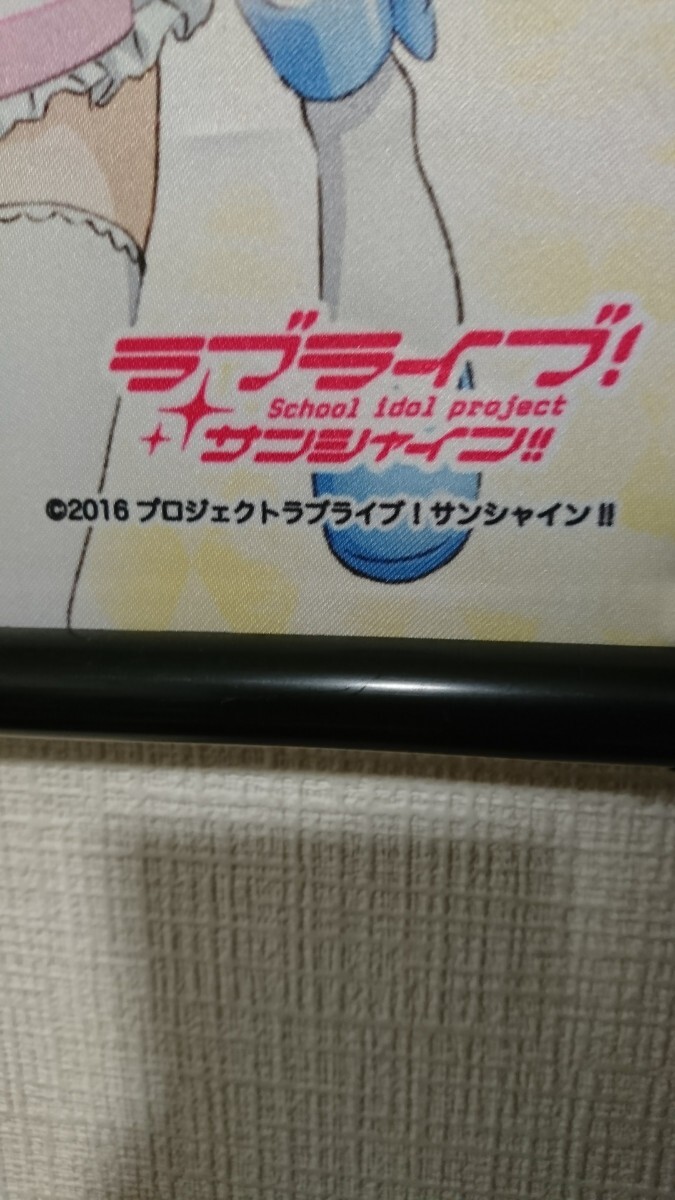 ラブライブ!
School idol project
サンシャイン!!
©2016 プロジェクトラブライブ!サンシャイン!!